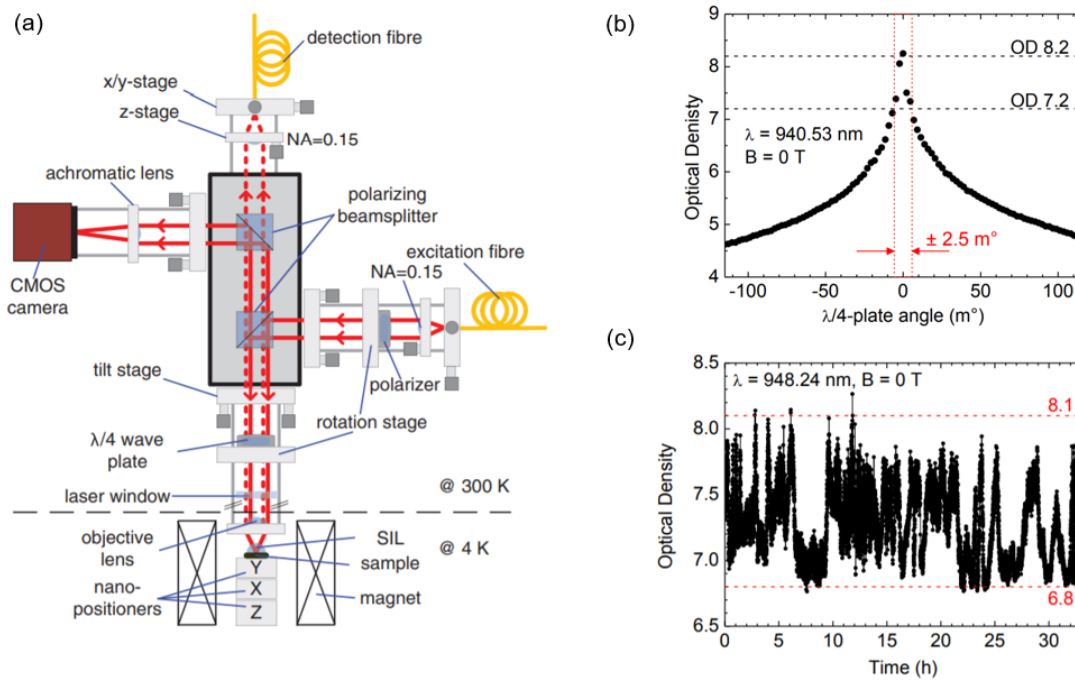 (a)
detection fibre
x/y-stage
z-stage
NA=0.15
achromatic lens
polarizing
beamsplitter
excitation fibre
NA=0.15
CMOS
camera
tilt stage
polarizer
rotation stage
λ/4 wave
plate
laser window
@ 300 K
objective
lens
@ 4 K
SIL
sample
nano-
positioners
magnet
Y
X
Z
(b)
9
8
7
6
5
4
Optical Denisty
OD 8.2
OD 7.2
λ = 940.53 nm
B = 0 T
± 2.5 m°
-100
-50
0
50
100
λ/4-plate angle (m°)
(c)
8.5
8.0
7.5
7.0
6.5
Optical Density
λ = 948.24 nm, B = 0 T
8.1
6.8
0
5
10
15
20
25
30
Time (h)